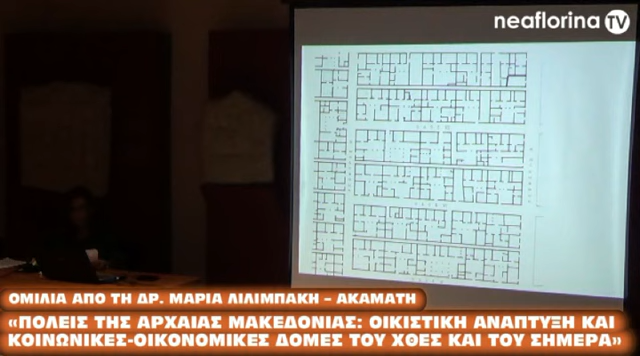 neaflorina TV
ΟΜΙΛΙΑ ΑΠΟ ΤΗ ΔΡ. ΜΑΡΙΑ ΛΙΛΙΜΠΑΚΗ - ΑΚΑΜΑΤΗ
«ΠΟΛΕΙΣ ΤΗΣ ΑΡΧΑΙΑΣ ΜΑΚΕΔΟΝΙΑΣ: ΟΙΚΙΣΤΙΚΗ ΑΝΑΠΤΥΞΗ ΚΑΙ
ΚΟΙΝΩΝΙΚΕΣ-ΟΙΚΟΝΟΜΙΚΕΣ ΔΟΜΕΣ ΤΟΥ ΧΘΕΣ ΚΑΙ ΤΟΥ ΣΗΜΕΡΑ»